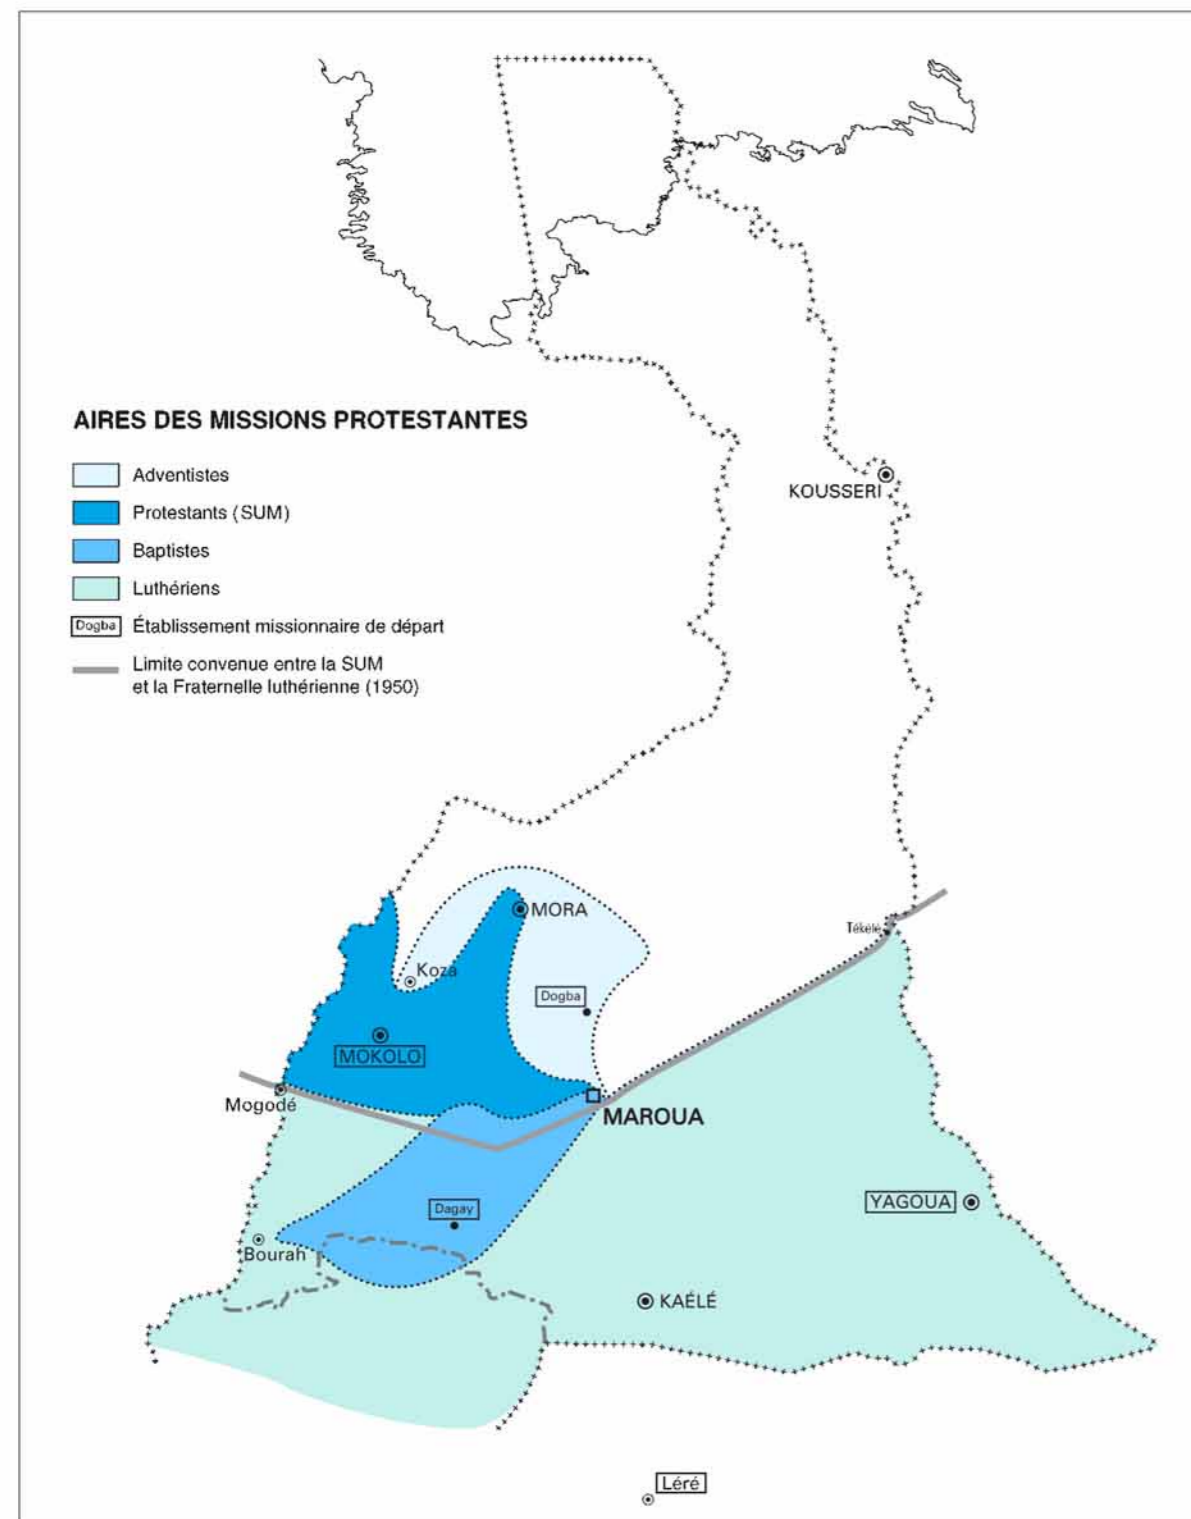 KOUSSERI
AIRES DES MISSIONS PROTESTANTES
Adventistes
Protestants (SUM)
Baptistes
Luthériens
Dogba Établissement missionnaire de départ
Limite convenue entre la SUM
et la Fraternelle luthérienne (1950)
MORA
Tékélé
Koza
Dogba
MOKOLO
Mogodé
MAROUA
YAGOUA
Dagay
Bourah
KAÉLÉ
Léré